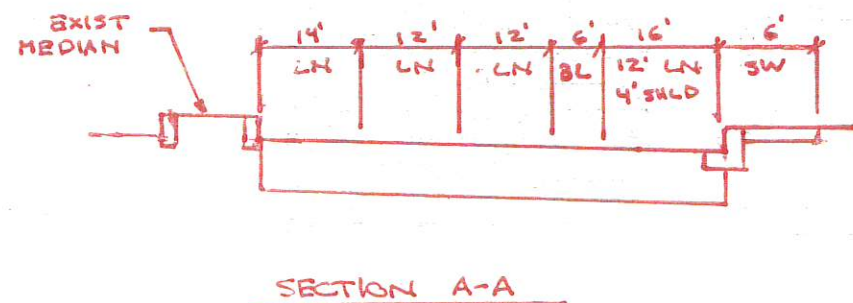 EXIST
MEDIAN
14' 12' 12' 6' 16' 6'
LN LN LN BL 12' LN SW
4' SHLD
SECTION A-A